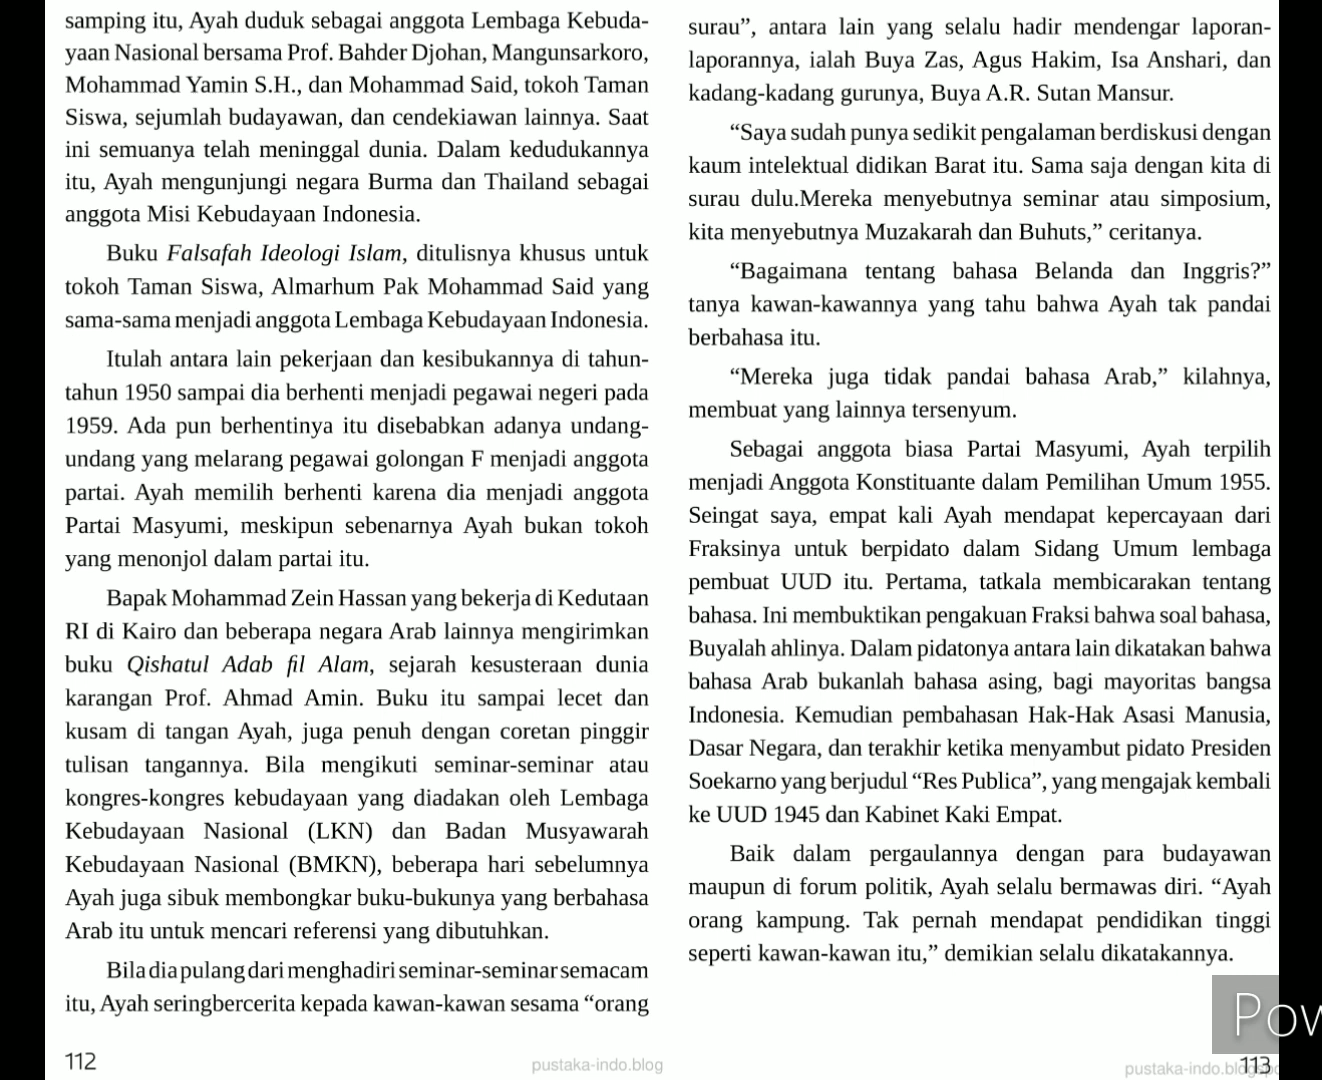 samping itu, Ayah duduk sebagai anggota Lembaga Kebuda-
yaan Nasional bersama Prof. Bahder Djohan, Mangunsarkoro,
Mohammad Yamin S.H., dan Mohammad Said, tokoh Taman
Siswa, sejumlah budayawan, dan cendekiawan lainnya. Saat
ini semuanya telah meninggal dunia. Dalam kedudukannya
itu, Ayah mengunjungi negara Burma dan Thailand sebagai
anggota Misi Kebudayaan Indonesia.
Buku Falsafah Ideologi Islam, ditulisnya khusus untuk
tokoh Taman Siswa, Almarhum Pak Mohammad Said yang
sama-sama menjadi anggota Lembaga Kebudayaan Indonesia.
Itulah antara lain pekerjaan dan kesibukannya di tahun-
tahun 1950 sampai dia berhenti menjadi pegawai negeri pada
1959. Ada pun berhentinya itu disebabkan adanya undang-
undang yang melarang pegawai golongan F menjadi anggota
partai. Ayah memilih berhenti karena dia menjadi anggota
Partai Masyumi, meskipun sebenarnya Ayah bukan tokoh
yang menonjol dalam partai itu.
Bapak Mohammad Zein Hassan yang bekerja di Kedutaan
RI di Kairo dan beberapa negara Arab lainnya mengirimkan
buku Qishatul Adab fil Alam, sejarah kesusteraan dunia
karangan Prof. Ahmad Amin. Buku itu sampai lecet dan
kusam di tangan Ayah, juga penuh dengan coretan pinggir
tulisan tangannya. Bila mengikuti seminar-seminar atau
kongres-kongres kebudayaan yang diadakan oleh Lembaga
Kebudayaan Nasional (LKN) dan Badan Musyawarah
Kebudayaan Nasional (BMKN), beberapa hari sebelumnya
Ayah juga sibuk membongkar buku-bukunya yang berbahasa
Arab itu untuk mencari referensi yang dibutuhkan.
Bila dia pulang dari menghadiri seminar-seminar semacam
itu, Ayah seringbercerita kepada kawan-kawan sesama “orang
112
pustaka-indo.blog
surau”, antara lain yang selalu hadir mendengar laporan-
laporannya, ialah Buya Zas, Agus Hakim, Isa Anshari, dan
kadang-kadang gurunya, Buya A.R. Sutan Mansur.
“Saya sudah punya sedikit pengalaman berdiskusi dengan
kaum intelektual didikan Barat itu. Sama saja dengan kita di
surau dulu.Mereka menyebutnya seminar atau simposium,
kita menyebutnya Muzakarah dan Buhuts,” ceritanya.
“Bagaimana tentang bahasa Belanda dan Inggris?”
tanya kawan-kawannya yang tahu bahwa Ayah tak pandai
berbahasa itu.
“Mereka juga tidak pandai bahasa Arab,” kilahnya,
membuat yang lainnya tersenyum.
Sebagai anggota biasa Partai Masyumi, Ayah terpilih
menjadi Anggota Konstituante dalam Pemilihan Umum 1955.
Seingat saya, empat kali Ayah mendapat kepercayaan dari
Fraksinya untuk berpidato dalam Sidang Umum lembaga
pembuat UUD itu. Pertama, tatkala membicarakan tentang
bahasa. Ini membuktikan pengakuan Fraksi bahwa soal bahasa,
Buyalah ahlinya. Dalam pidatonya antara lain dikatakan bahwa
bahasa Arab bukanlah bahasa asing, bagi mayoritas bangsa
Indonesia. Kemudian pembahasan Hak-Hak Asasi Manusia,
Dasar Negara, dan terakhir ketika menyambut pidato Presiden
Soekarno yang berjudul “Res Publica”, yang mengajak kembali
ke UUD 1945 dan Kabinet Kaki Empat.
Baik dalam pergaulannya dengan para budayawan
maupun di forum politik, Ayah selalu bermawas diri. “Ayah
orang kampung. Tak pernah mendapat pendidikan tinggi
seperti kawan-kawan itu,” demikian selalu dikatakannya.
Pow
113